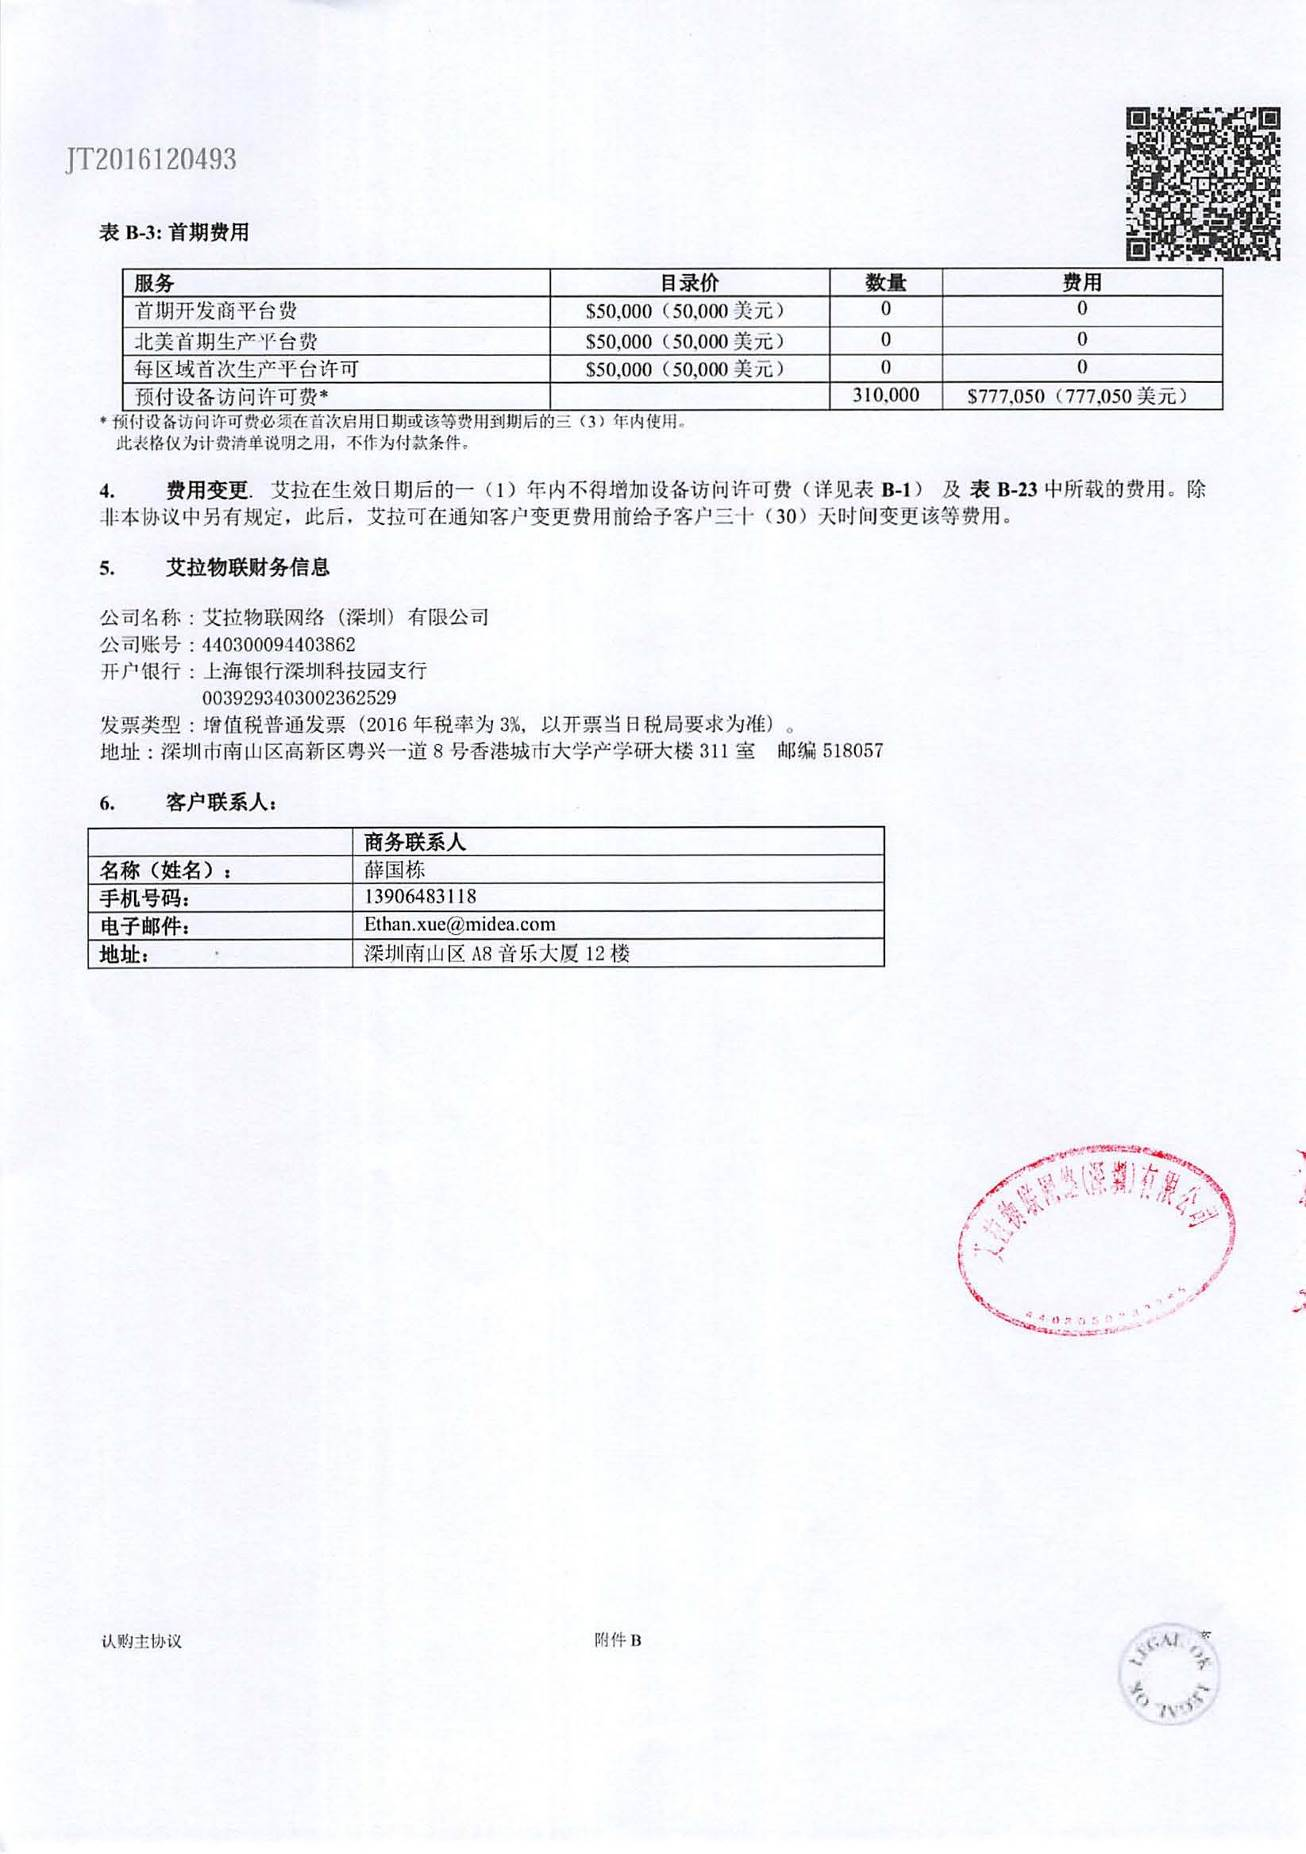 JT2016120493
表 B-3: 首期费用
服务 目录价 数量 费用
首期开发商平台费 $50,000（50,000 美元） 0 0
北美首期生产平台费 $50,000（50,000 美元） 0 0
每区域首次生产平台许可 $50,000（50,000 美元） 0 0
预付设备访问许可费* 310,000 $777,050（777,050 美元）
* 预付设备访问许可费必须在首次启用日期或该等费用到期后的三（3）年内使用。
此表格仅为计费清单说明之用，不作为付款条件。
4. 费用变更. 艾拉在生效日期后的一（1）年内不得增加设备访问许可费（详见表 B-1） 及 表 B-23 中所载的费用。除
非本协议中另有规定，此后，艾拉可在通知客户变更费用前给予客户三十（30）天时间变更该等费用。
5. 艾拉物联财务信息
公司名称：艾拉物联网络（深圳）有限公司
公司账号：440300094403862
开户银行：上海银行深圳科技园支行
0039293403002362529
发票类型：增值税普通发票（2016 年税率为 3%，以开票当日税局要求为准）。
地址：深圳市南山区高新区粤兴一道 8 号香港城市大学产学研大楼 311 室 邮编 518057
6. 客户联系人：
商务联系人
名称（姓名）： 薛国栋
手机号码： 13906483118
电子邮件： Ethan.xue@midea.com
地址： 深圳南山区 A8 音乐大厦 12 楼
艾拉物联网络(深圳)有限公司
认购主协议 附件 B
LEGAL OK LEGAL OK